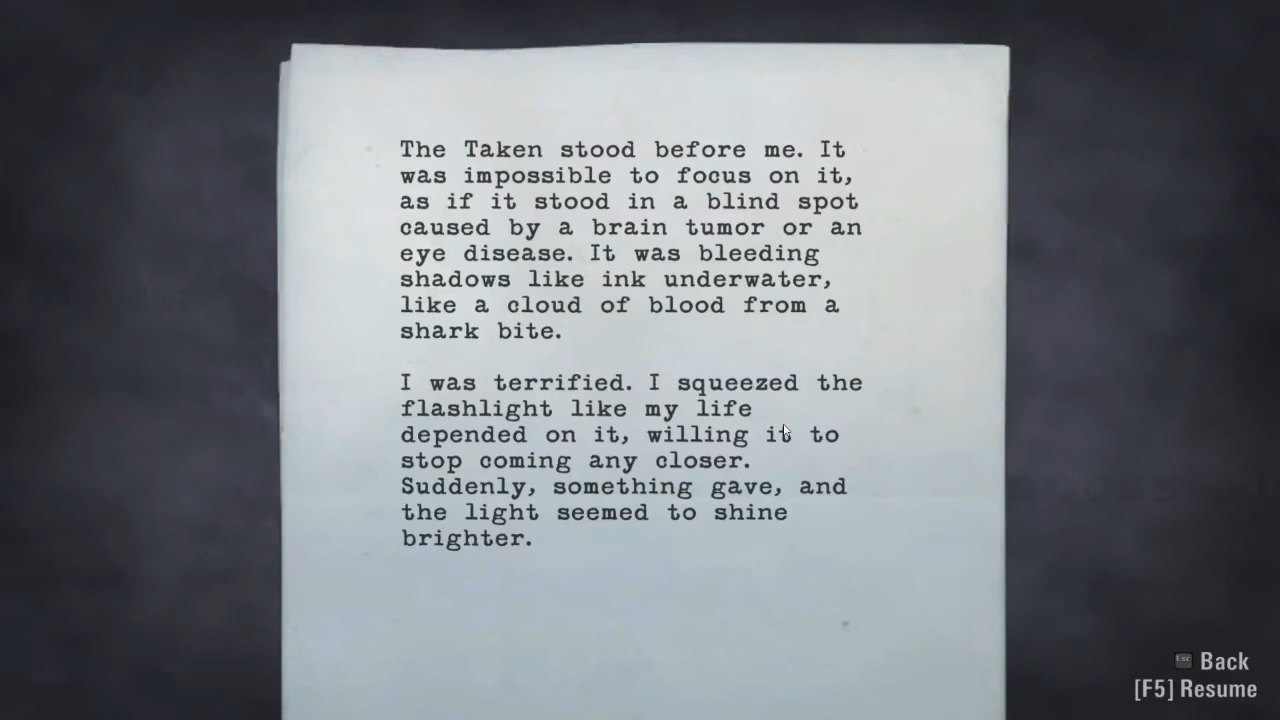 The Taken stood before me. It
was impossible to focus on it,
as if it stood in a blind spot
caused by a brain tumor or an
eye disease. It was bleeding
shadows like ink underwater,
like a cloud of blood from a
shark bite.
I was terrified. I squeezed the
flashlight like my life
depended on it, willing it to
stop coming any closer.
Suddenly, something gave, and
the light seemed to shine
brighter.
Esc Back
[F5] Resume